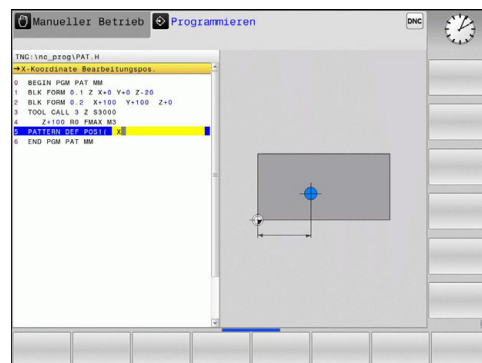 Manueller Betrieb
Programmieren
DNC
TNC:\nc_prog\PAT.H
→X-Koordinate Bearbeitungspos.
0 BEGIN PGM PAT MM
1 BLK FORM 0.1 Z X+0 Y+0 Z-20
2 BLK FORM 0.2 X+100 Y+100 Z+0
3 TOOL CALL 3 Z S3000
4 Z+100 R0 FMAX M3
5 PATTERN DEF POS1( X
6 END PGM PAT MM